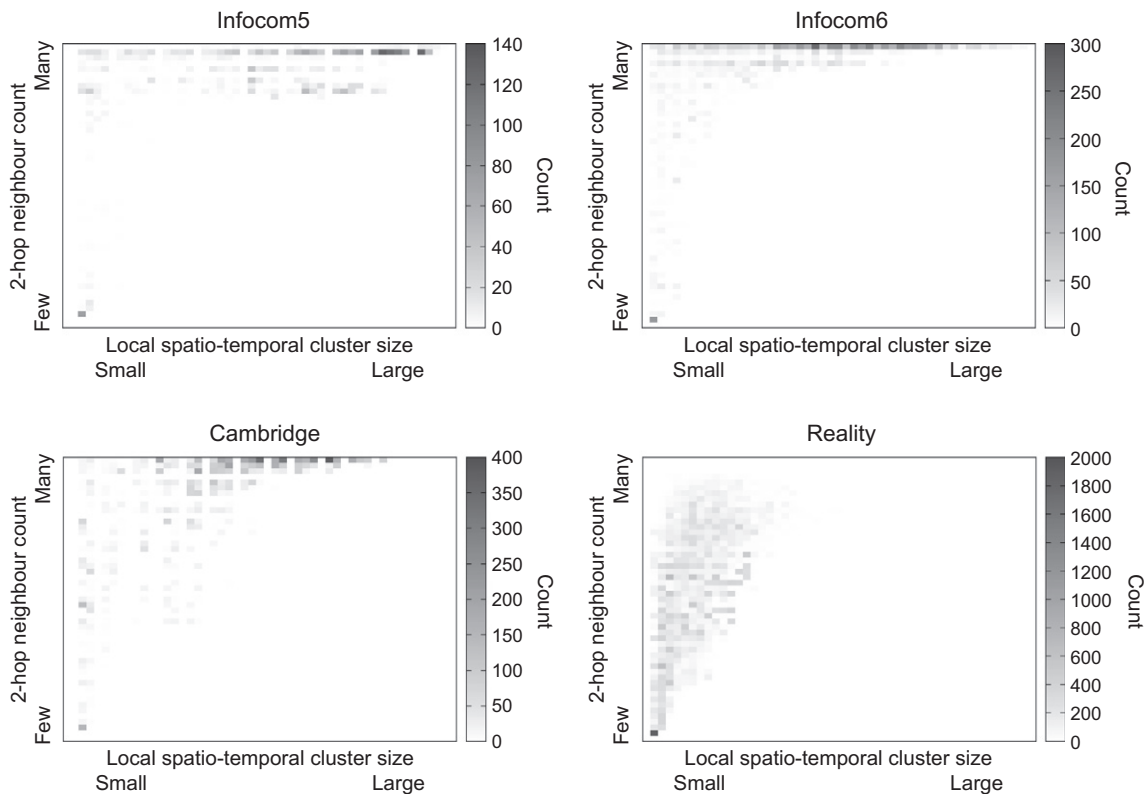 Infocom5
Many
2-hop neighbour count
Few
140
120
100
80
60
40
20
0
Count
Local spatio-temporal cluster size
Small Large
Infocom6
Many
2-hop neighbour count
Few
300
250
200
150
100
50
0
Count
Local spatio-temporal cluster size
Small Large
Cambridge
Many
2-hop neighbour count
Few
400
350
300
250
200
150
100
50
0
Count
Local spatio-temporal cluster size
Small Large
Reality
Many
2-hop neighbour count
Few
2000
1800
1600
1400
1200
1000
800
600
400
200
0
Count
Local spatio-temporal cluster size
Small Large